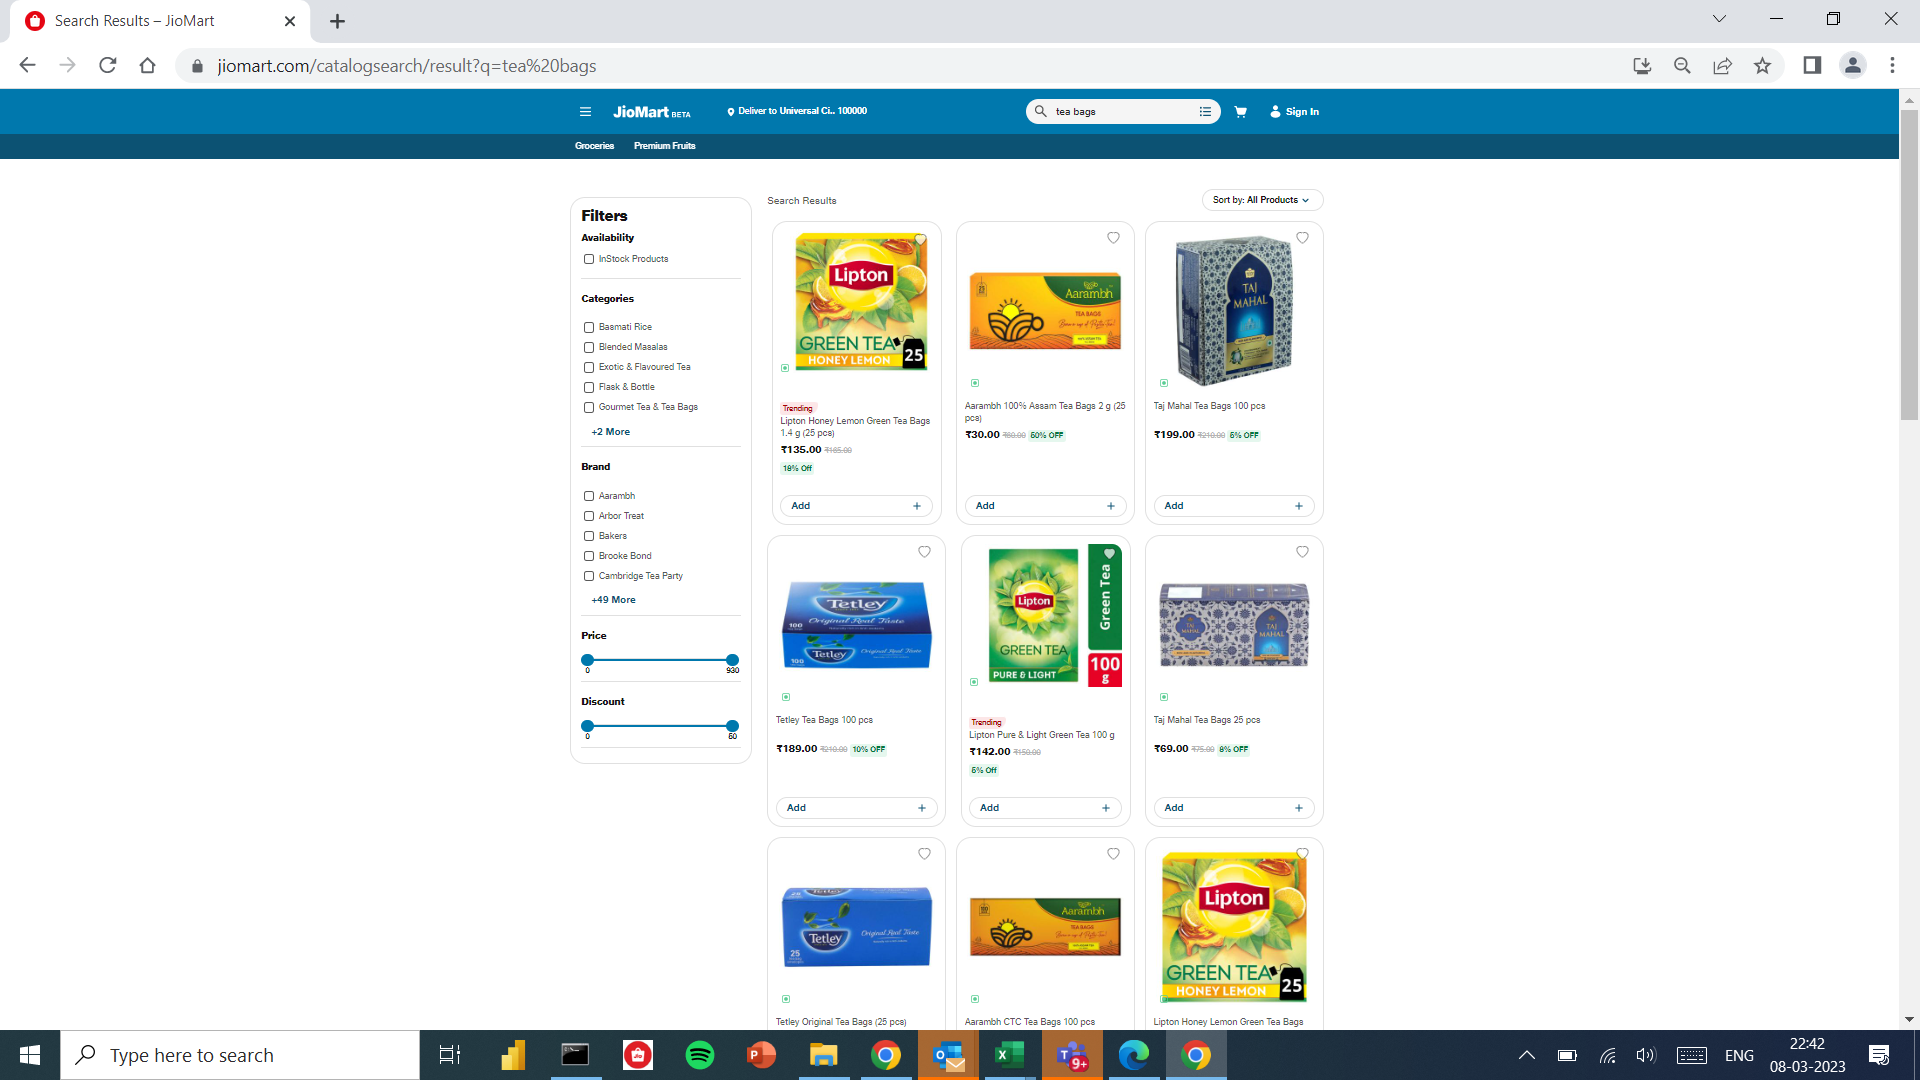 Search Results – JioMart
jiomart.com/catalogsearch/result?q=tea%20bags
JioMart BETA
Deliver to Universal Ci.. 100000
tea bags
Sign In
Groceries
Premium Fruits
Filters
Availability
InStock Products
Categories
Basmati Rice
Blended Masalas
Exotic & Flavoured Tea
Flask & Bottle
Gourmet Tea & Tea Bags
+2 More
Brand
Aarambh
Arbor Treat
Bakers
Brooke Bond
Cambridge Tea Party
+49 More
Price
0
930
Discount
0
50
Search Results
Sort by: All Products
Lipton
GREEN TEA
HONEY LEMON
25
Trending
Lipton Honey Lemon Green Tea Bags
1.4 g (25 pcs)
₹135.00 ₹165.00
18% Off
Add +
Aarambh
TEA BAGS
Aarambh 100% Assam Tea Bags 2 g (25
pcs)
₹30.00 ₹60.00 50% OFF
Add +
TAJ
MAHAL
Taj Mahal Tea Bags 100 pcs
₹199.00 ₹210.00 5% OFF
Add +
Tetley
Original Real Taste
100
Tetley
Original Real Taste
100
Tetley Tea Bags 100 pcs
₹189.00 ₹210.00 10% OFF
Add +
Lipton
GREEN TEA
PURE & LIGHT
Green Tea
100
g
Trending
Lipton Pure & Light Green Tea 100 g
₹142.00 ₹150.00
5% Off
Add +
TAJ
MAHAL
TAJ
MAHAL
Taj Mahal Tea Bags 25 pcs
₹69.00 ₹75.00 8% OFF
Add +
Tetley
Original Real Taste
25
Tetley Original Tea Bags (25 pcs)
Aarambh
TEA BAGS
Aarambh CTC Tea Bags 100 pcs
Lipton
GREEN TEA
HONEY LEMON
25
Lipton Honey Lemon Green Tea Bags
Type here to search
9+
ENG
22:42
08-03-2023